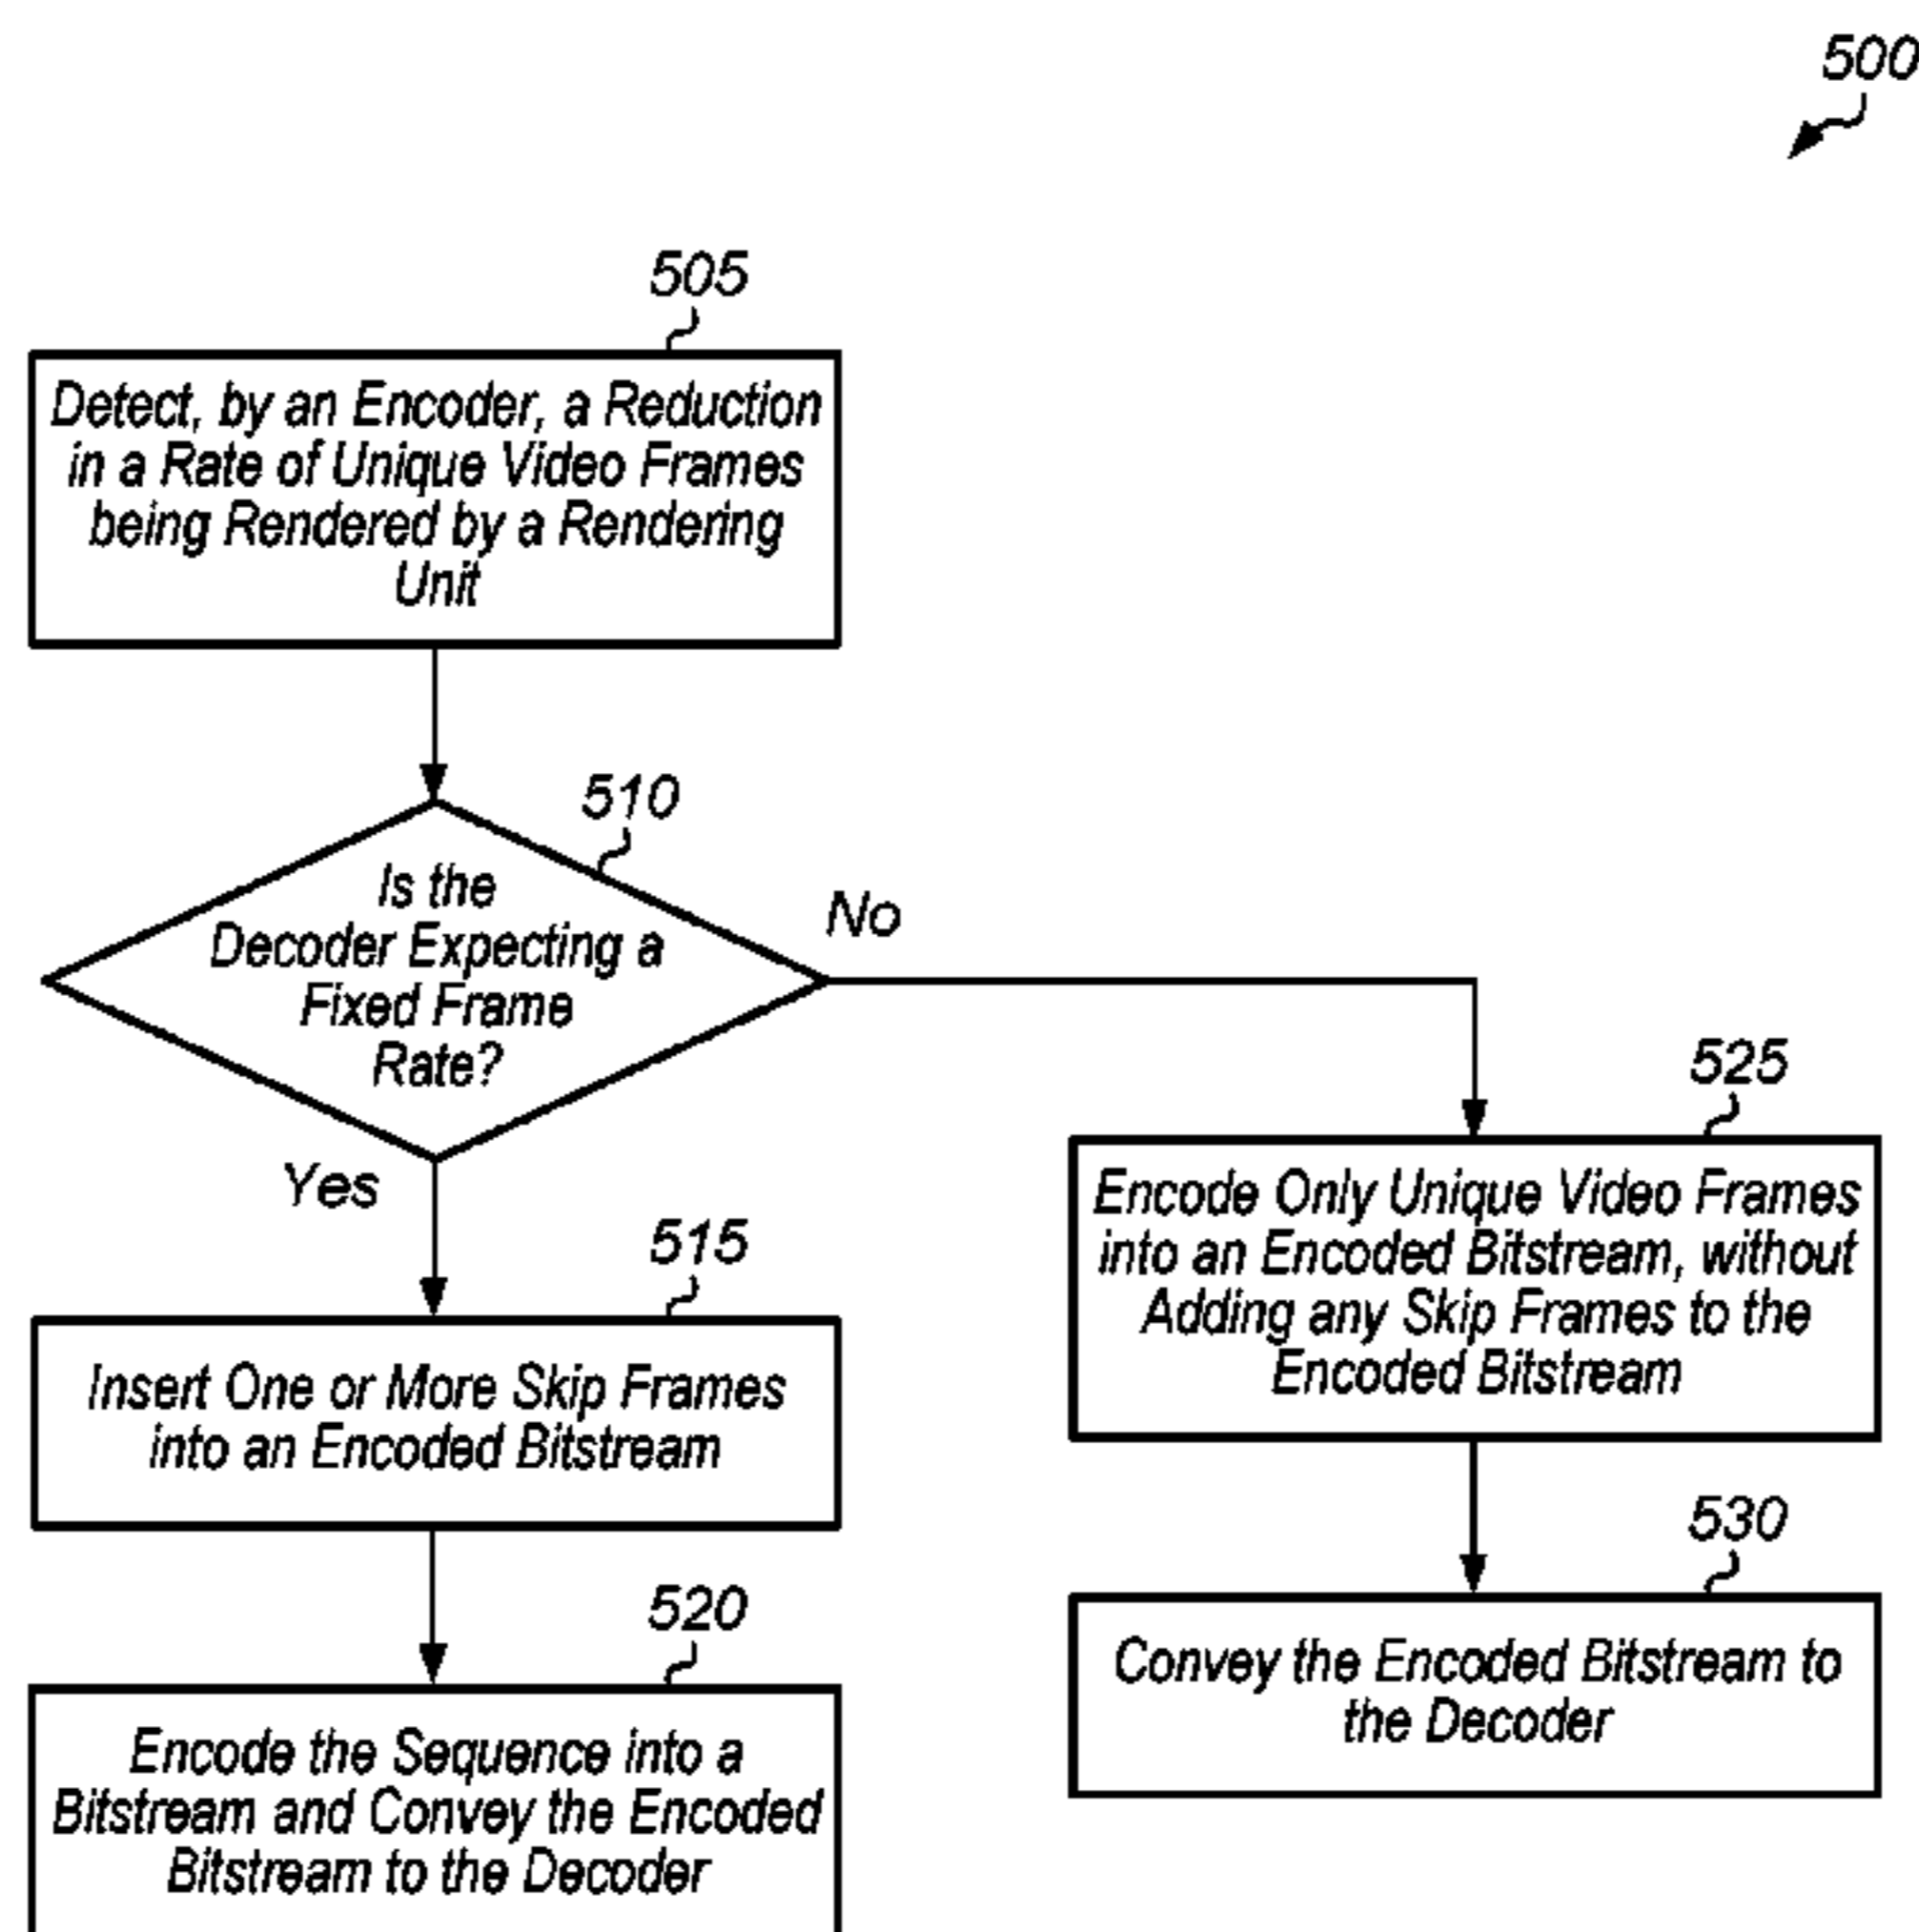 500
505
Detect, by an Encoder, a Reduction
in a Rate of Unique Video Frames
being Rendered by a Rendering
Unit
510
Is the
Decoder Expecting a
Fixed Frame
Rate?
No
Yes
515
Insert One or More Skip Frames
into an Encoded Bitstream
520
Encode the Sequence into a
Bitstream and Convey the Encoded
Bitstream to the Decoder
525
Encode Only Unique Video Frames
into an Encoded Bitstream, without
Adding any Skip Frames to the
Encoded Bitstream
530
Convey the Encoded Bitstream to
the Decoder